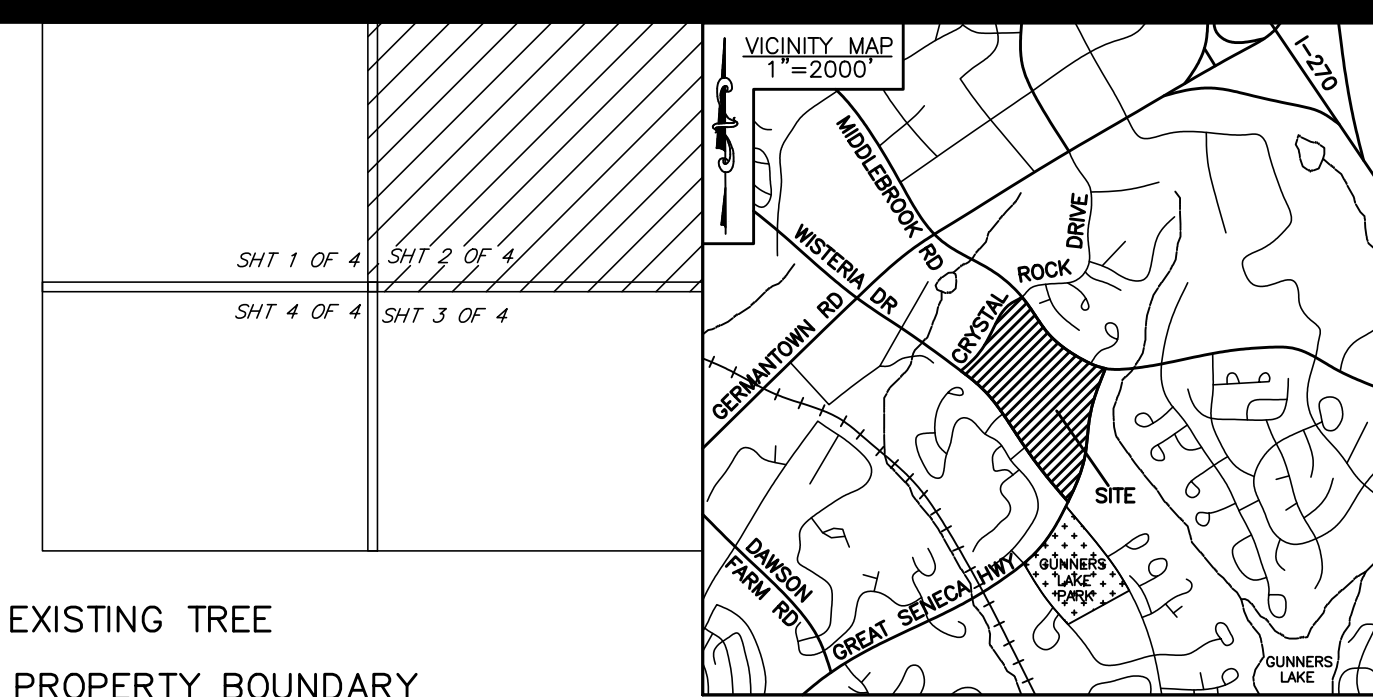 SHT 1 OF 4
SHT 2 OF 4
SHT 4 OF 4
SHT 3 OF 4
EXISTING TREE
PROPERTY BOUNDARY
VICINITY MAP
1"=2000'
I-270
MIDDLEBROOK RD
WISTERIA DR
GERMANTOWN RD
CRYSTAL ROCK DRIVE
SITE
DAWSON
FARM RD
GREAT SENECA HWY
GUNNERS
LAKE
PARK
GUNNERS
LAKE